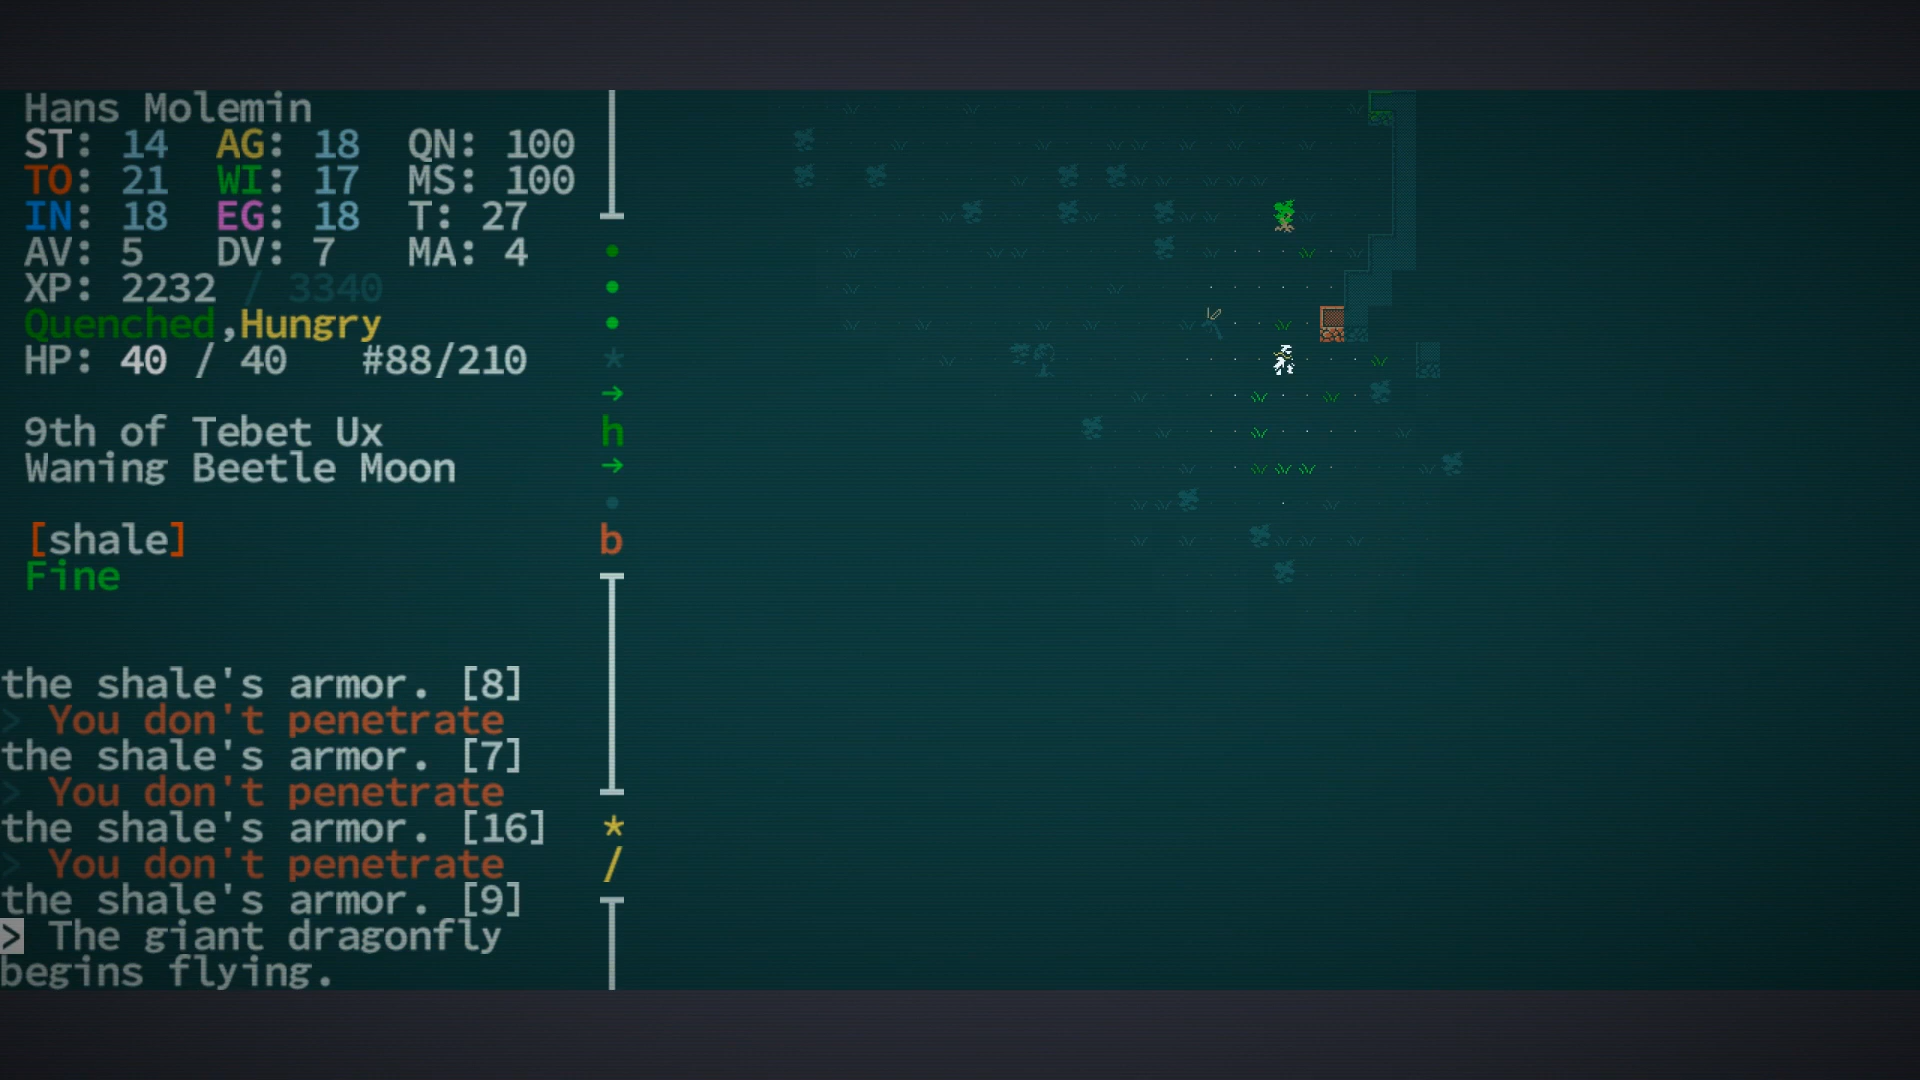 Hans Molemin
ST: 14 AG: 18 QN: 100
TO: 21 WI: 17 MS: 100
IN: 18 EG: 18 T: 27
AV: 5 DV: 7 MA: 4
XP: 2232 / 3340
Quenched,Hungry
HP: 40 / 40 #88/210
9th of Tebet Ux
Waning Beetle Moon
[shale]
Fine
the shale's armor. [8]
> You don't penetrate
the shale's armor. [7]
> You don't penetrate
the shale's armor. [16]
> You don't penetrate
the shale's armor. [9]
> The giant dragonfly
begins flying.
*
→
h
→
b
*
/